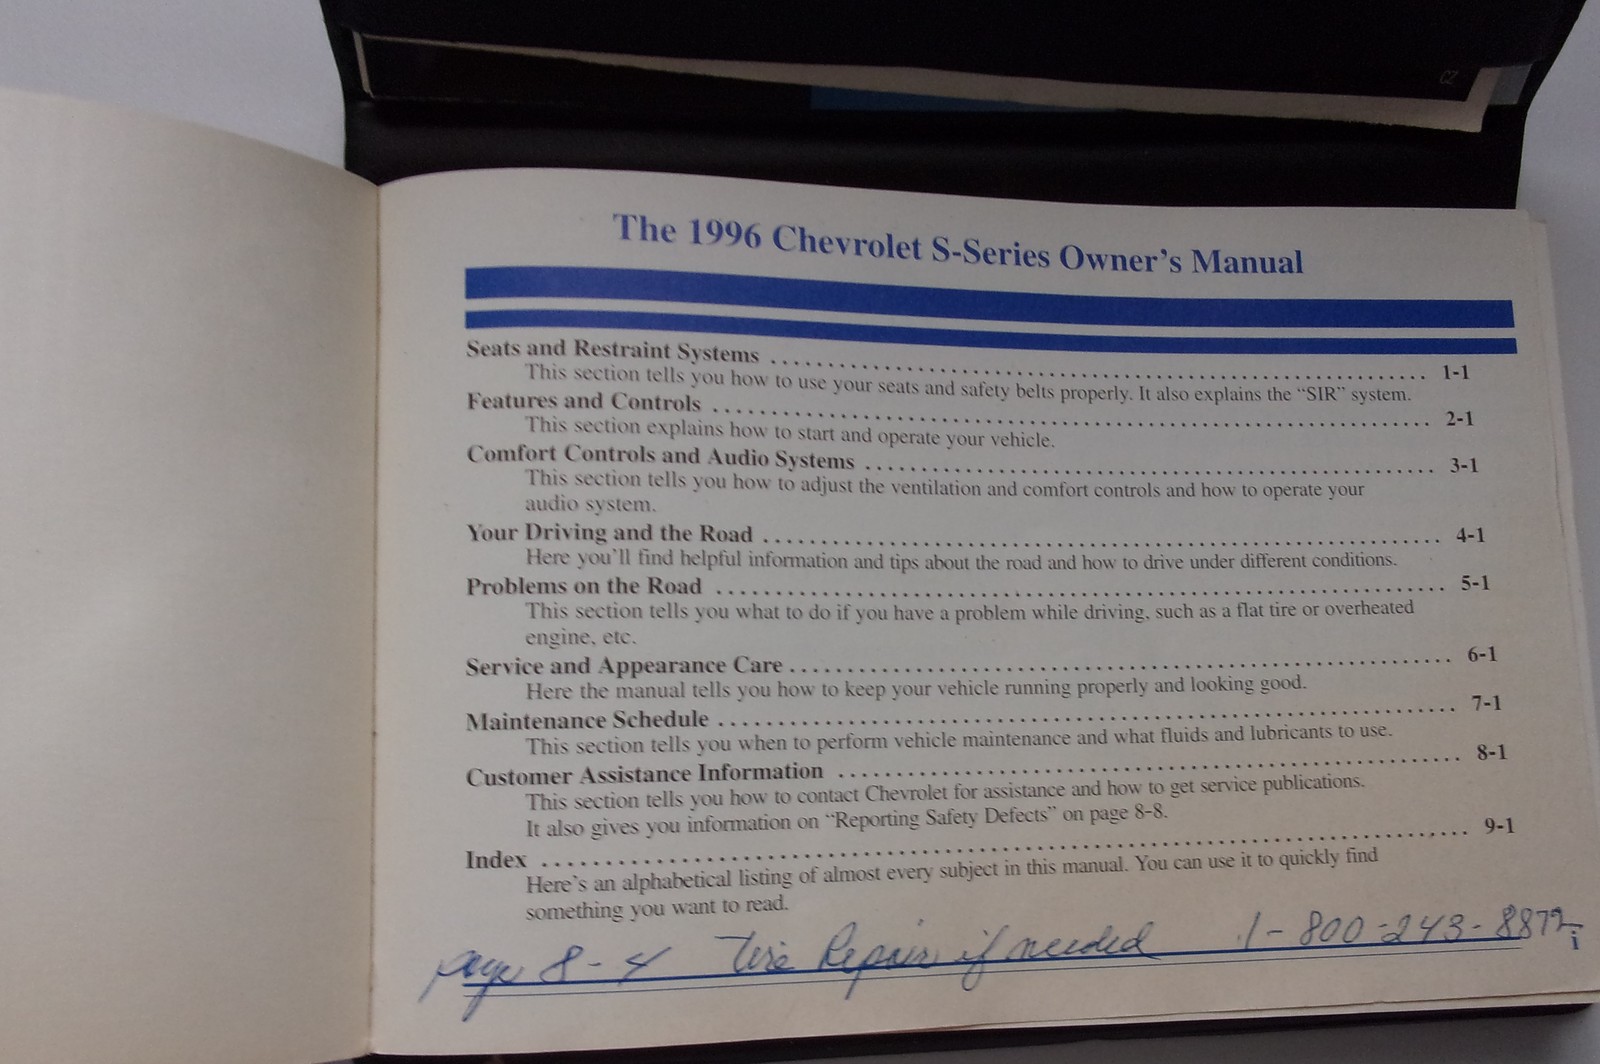 CZ
The 1996 Chevrolet S-Series Owner's Manual
Seats and Restraint Systems ........................................ 1-1
This section tells you how to use your seats and safety belts properly. It also explains the “SIR” system.
Features and Controls ........................................ 2-1
This section explains how to start and operate your vehicle.
Comfort Controls and Audio Systems ........................................ 3-1
This section tells you how to adjust the ventilation and comfort controls and how to operate your
audio system.
Your Driving and the Road ........................................ 4-1
Here you'll find helpful information and tips about the road and how to drive under different conditions.
Problems on the Road ........................................ 5-1
This section tells you what to do if you have a problem while driving, such as a flat tire or overheated
engine, etc.
Service and Appearance Care ........................................ 6-1
Here the manual tells you how to keep your vehicle running properly and looking good.
Maintenance Schedule ........................................ 7-1
This section tells you when to perform vehicle maintenance and what fluids and lubricants to use.
Customer Assistance Information ........................................ 8-1
This section tells you how to contact Chevrolet for assistance and how to get service publications.
It also gives you information on “Reporting Safety Defects” on page 8-8.
Index ........................................ 9-1
Here's an alphabetical listing of almost every subject in this manual. You can use it to quickly find
something you want to read.
page 8-4 Tire Repair if needed 1-800-243-8872
i